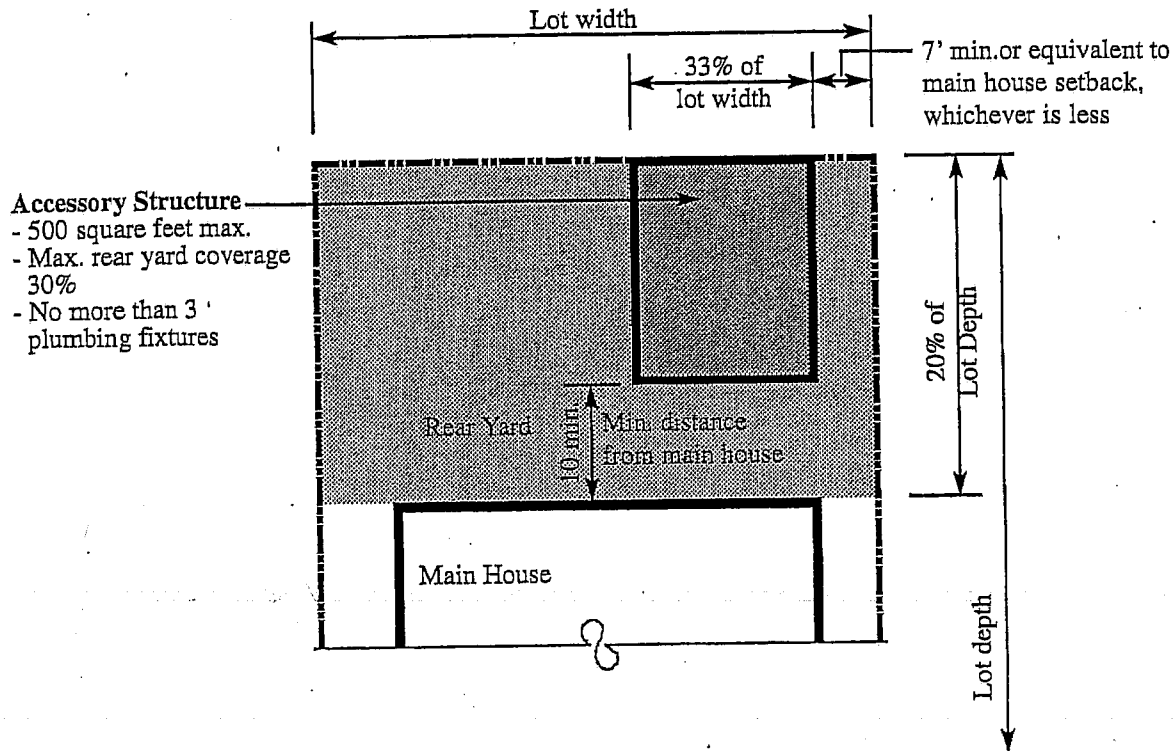 Lot width
33% of
lot width
7' min.or equivalent to
main house setback,
whichever is less
Accessory Structure
- 500 square feet max.
- Max. rear yard coverage
30%
- No more than 3 '
plumbing fixtures
20% of
Lot Depth
Rear Yard
10 min.
Min. distance
from main house
Main House
Lot depth